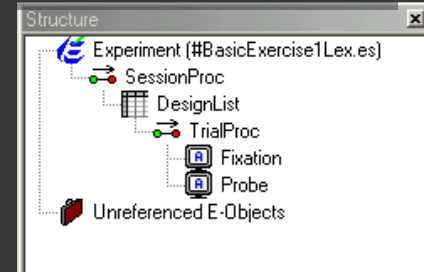 Structure
Experiment (#BasicExercise1Lex.es)
SessionProc
DesignList
TrialProc
Fixation
Probe
Unreferenced E-Objects